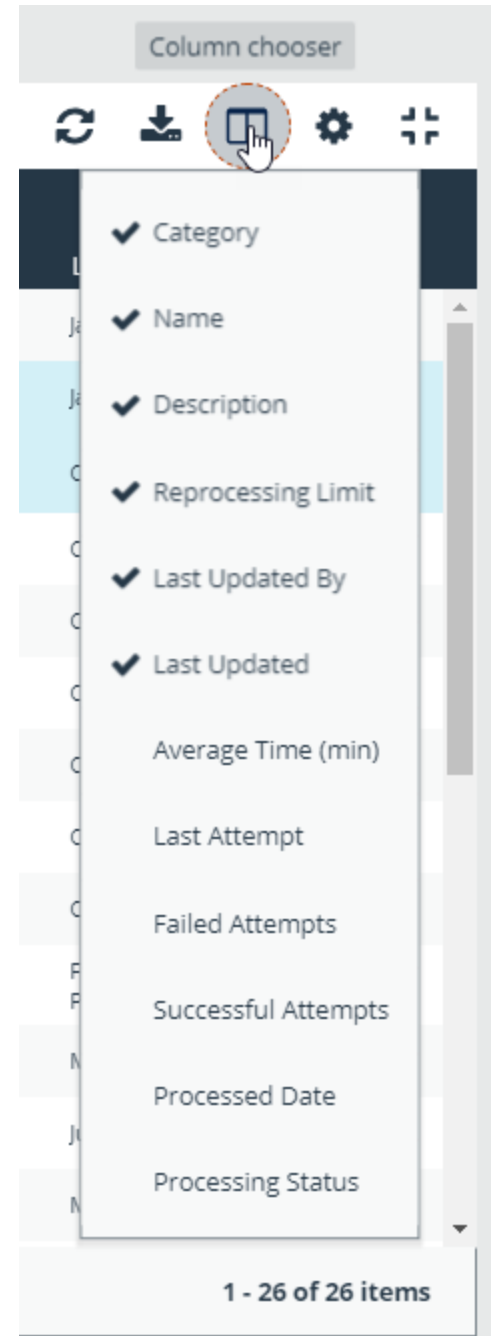 Column chooser
Category
Name
Description
Reprocessing Limit
Last Updated By
Last Updated
Average Time (min)
Last Attempt
Failed Attempts
Successful Attempts
Processed Date
Processing Status
1 - 26 of 26 items